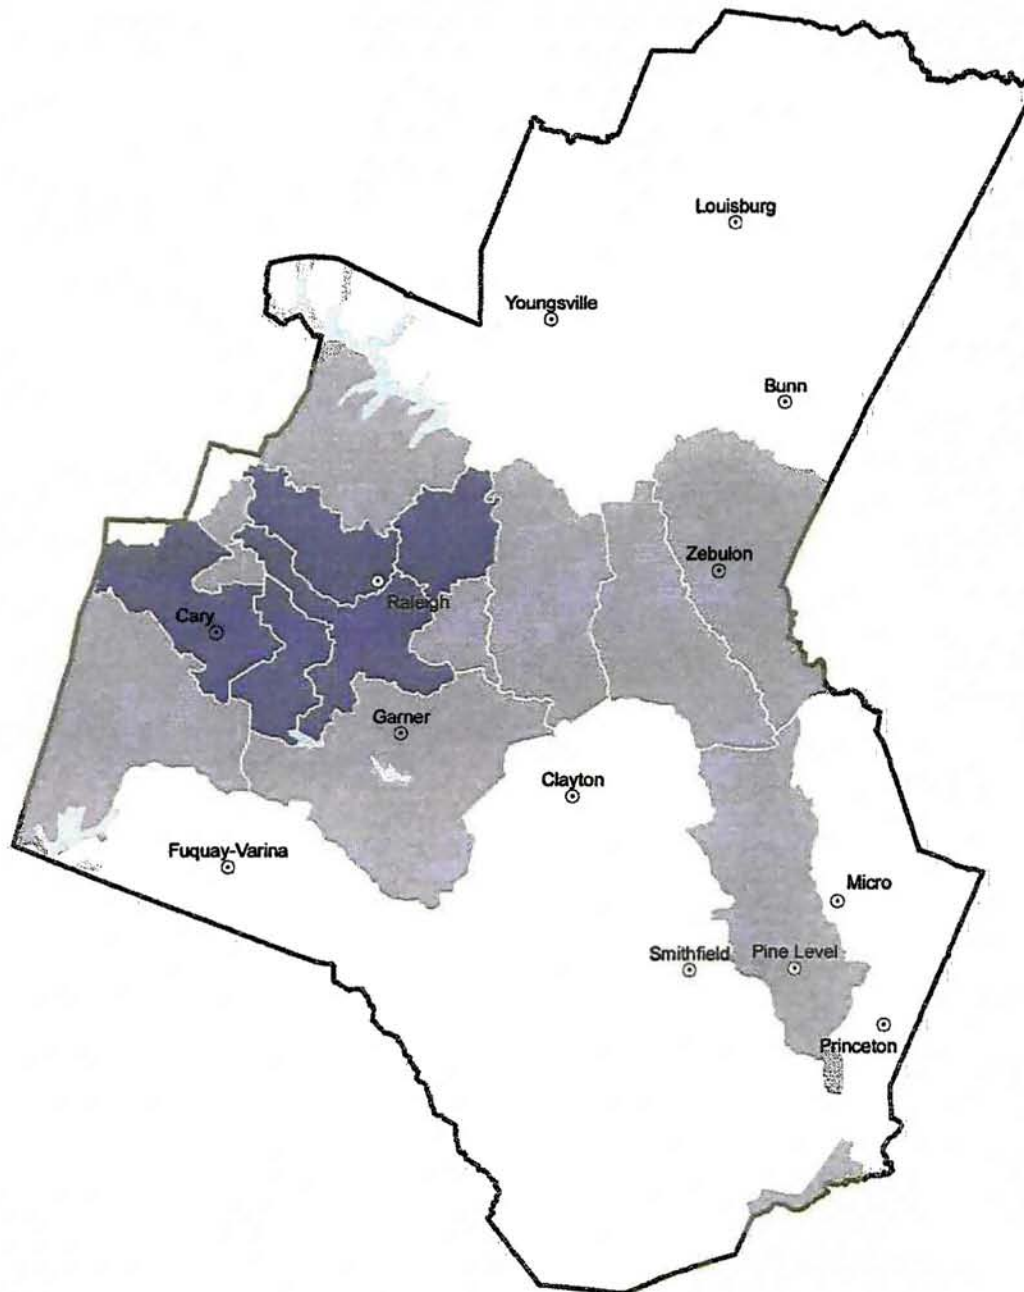 Louisburg
Youngsville
Bunn
Zebulon
Raleigh
Cary
Garner
Clayton
Fuquay-Varina
Micro
Smithfield
Pine Level
Princeton